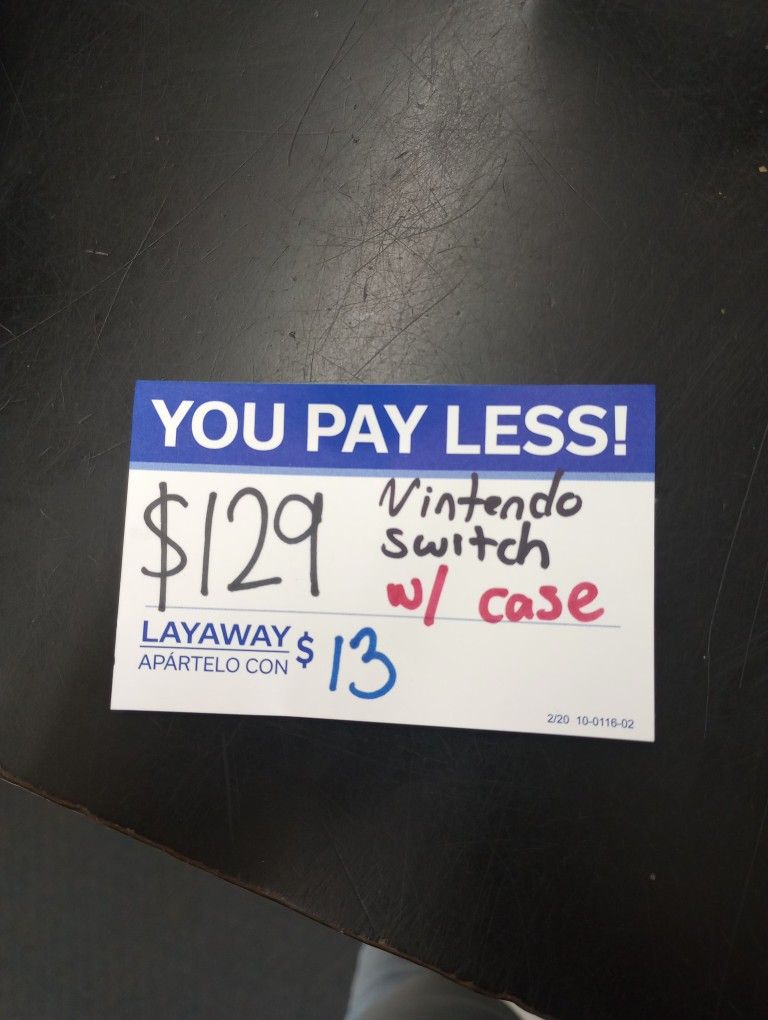 YOU PAY LESS!
$129 Nintendo
switch
w/ case
LAYAWAY
APÁRTELO CON
$ 13
2/20 10-0116-02